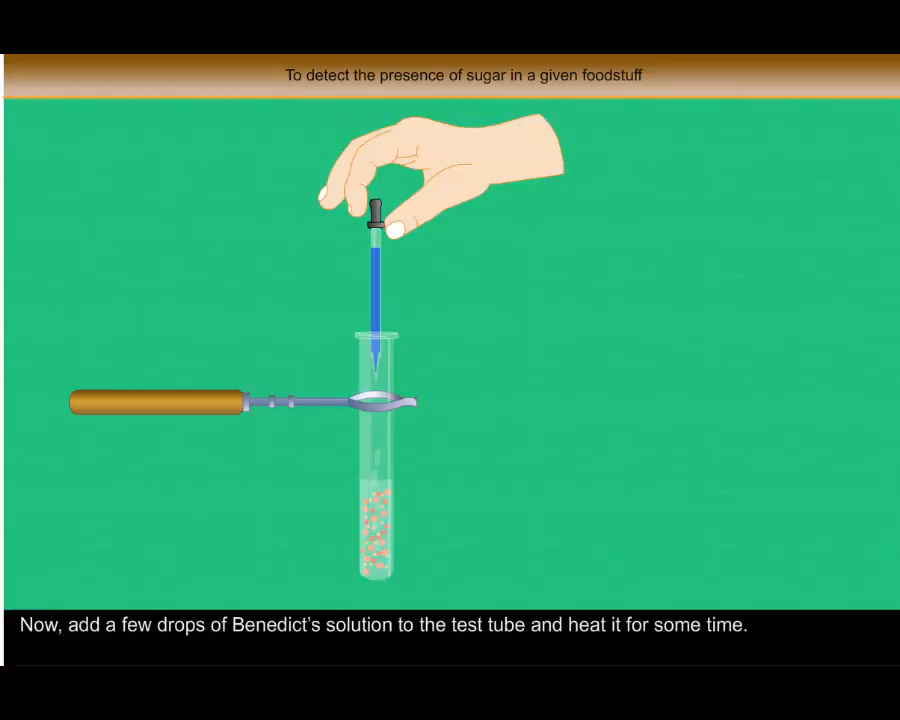 To detect the presence of sugar in a given foodstuff
Now, add a few drops of Benedict's solution to the test tube and heat it for some time.